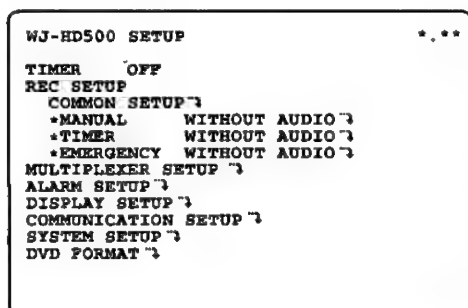 WJ-HD500 SETUP *.**
TIMER OFF
REC SETUP
COMMON SETUP
*MANUAL WITHOUT AUDIO
*TIMER WITHOUT AUDIO
*EMERGENCY WITHOUT AUDIO
MULTIPLEXER SETUP
ALARM SETUP
DISPLAY SETUP
COMMUNICATION SETUP
SYSTEM SETUP
DVD FORMAT